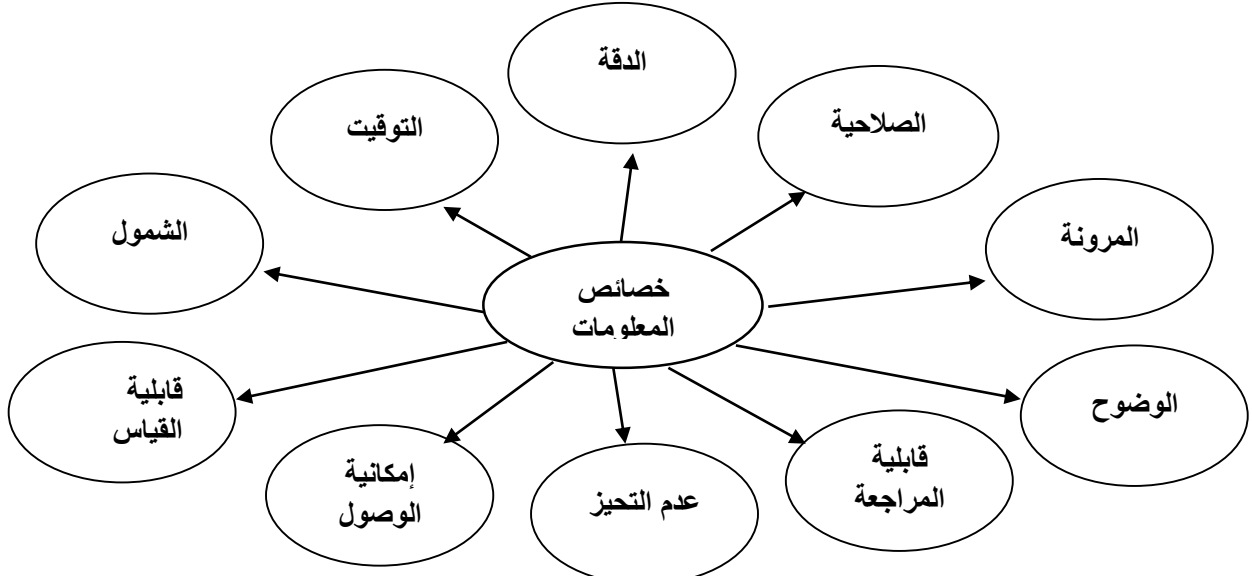 الدقة
الصلاحية
التوقيت
المرونة
الشمول
خصائص
المعلومات
الوضوح
قابلية
القياس
قابلية
المراجعة
عدم التحيز
إمكانية
الوصول